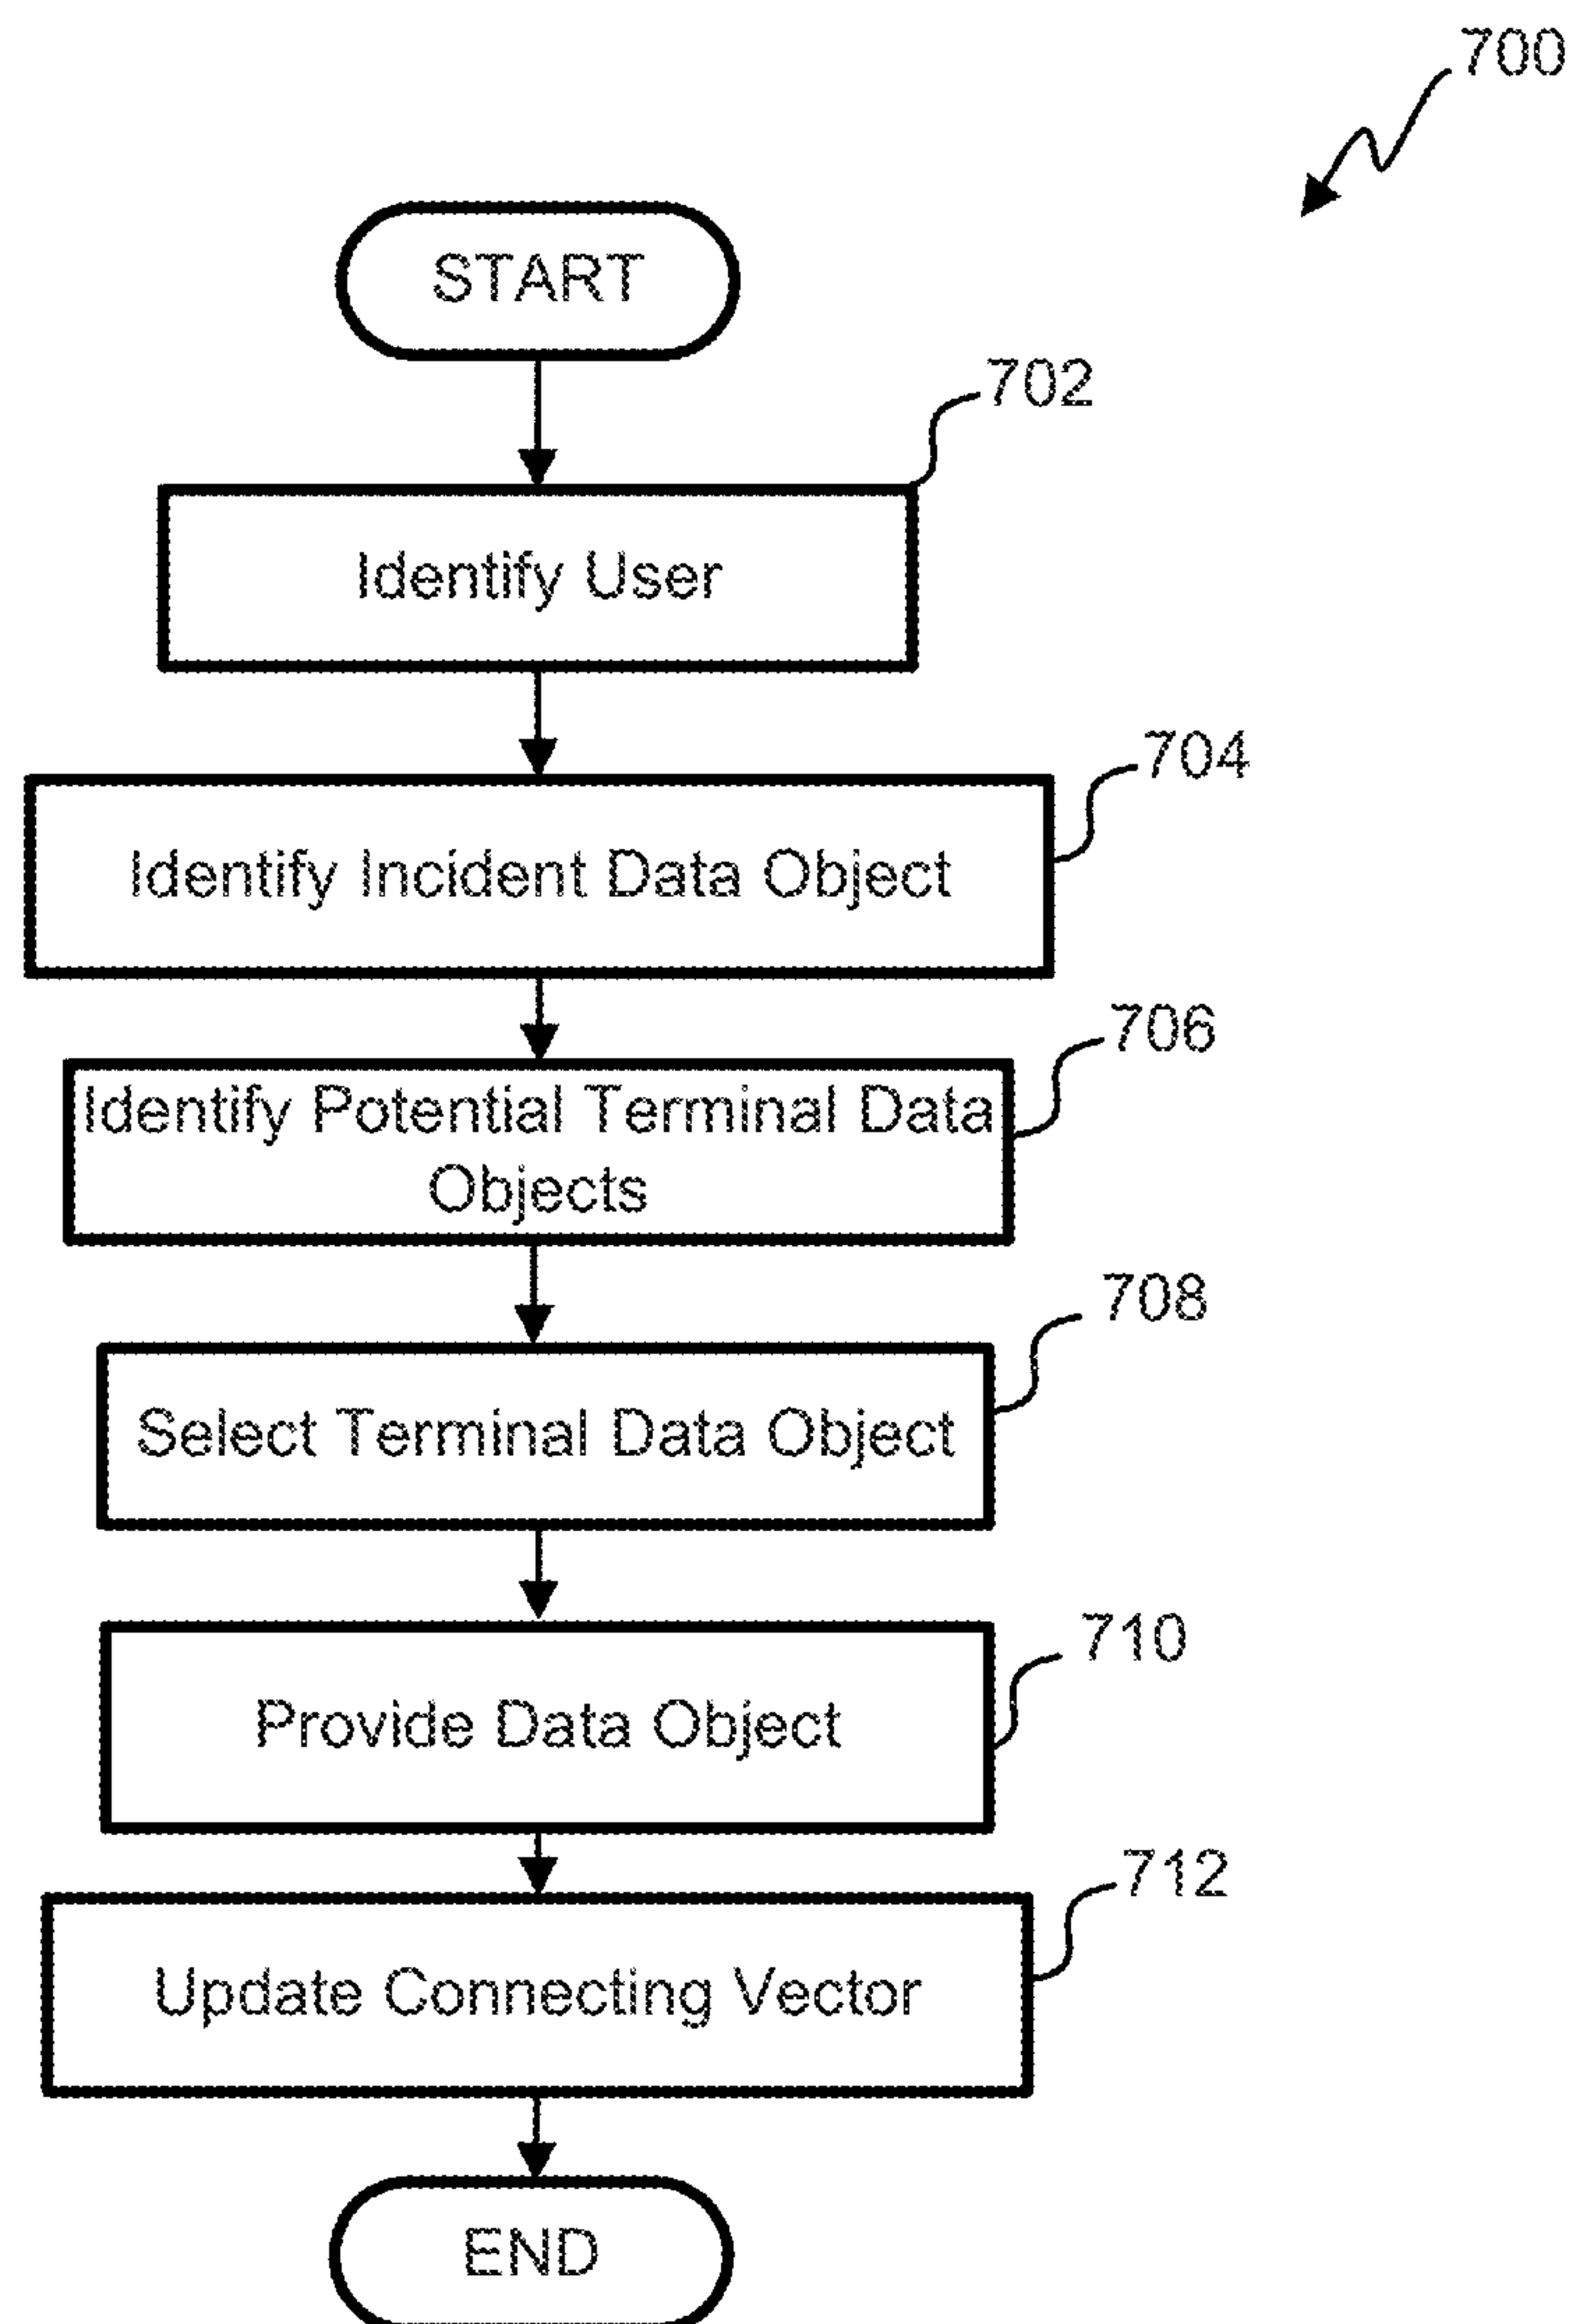 700
START
702
Identify User
704
Identify Incident Data Object
706
Identify Potential Terminal Data
Objects
708
Select Terminal Data Object
710
Provide Data Object
712
Update Connecting Vector
END